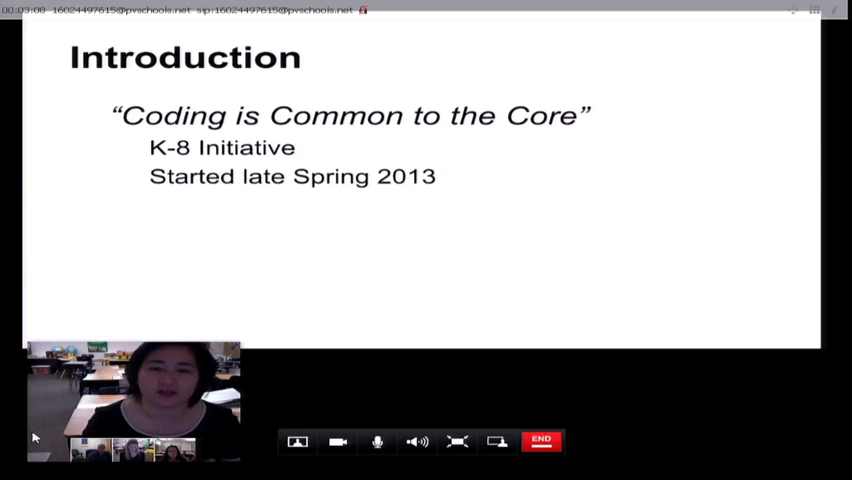 00:03:08 16024497615@pvschools.net sip:16024497615@pvschools.net
Introduction
“Coding is Common to the Core”
K-8 Initiative
Started late Spring 2013
END